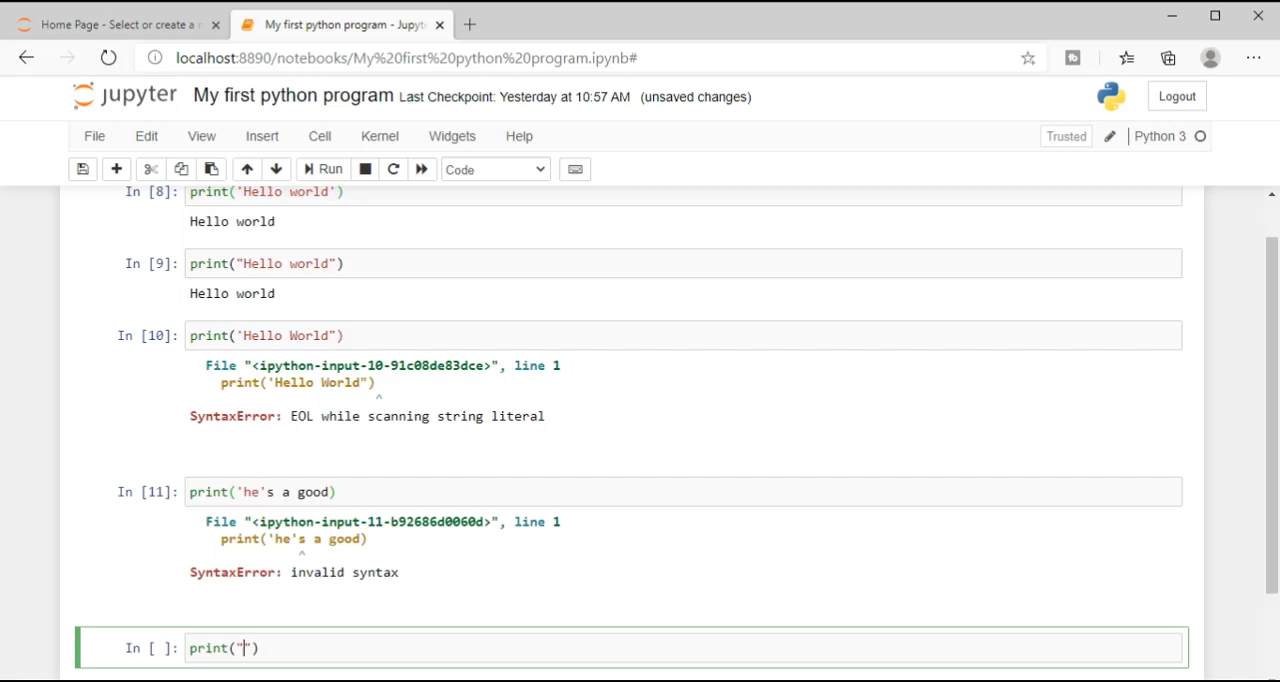 Home Page - Select or create a n
My first python program - Jupyte
localhost:8890/notebooks/My%20first%20python%20program.ipynb#
jupyter My first python program Last Checkpoint: Yesterday at 10:57 AM (unsaved changes)
Logout
File Edit View Insert Cell Kernel Widgets Help
Trusted Python 3
Run Code
In [8]: print('Hello world')
Hello world
In [9]: print("Hello world")
Hello world
In [10]: print('Hello World")
File "<ipython-input-10-91c08de83dce>", line 1
print('Hello World")
^
SyntaxError: EOL while scanning string literal
In [11]: print('he's a good)
File "<ipython-input-11-b92686d0060d>", line 1
print('he's a good)
^
SyntaxError: invalid syntax
In [ ]: print("")